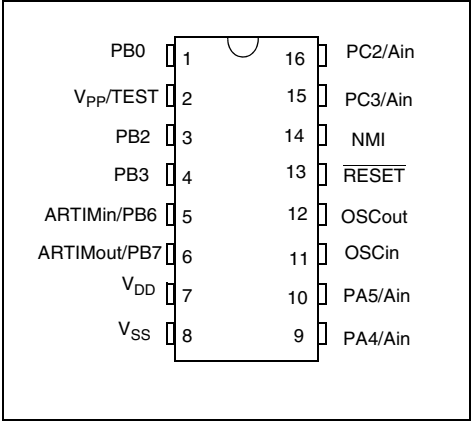 PB0 1 16 PC2/Ain
VPP/TEST 2 15 PC3/Ain
PB2 3 14 NMI
PB3 4 13 RESET
ARTIMin/PB6 5 12 OSCout
ARTIMout/PB7 6 11 OSCin
VDD 7 10 PA5/Ain
VSS 8 9 PA4/Ain